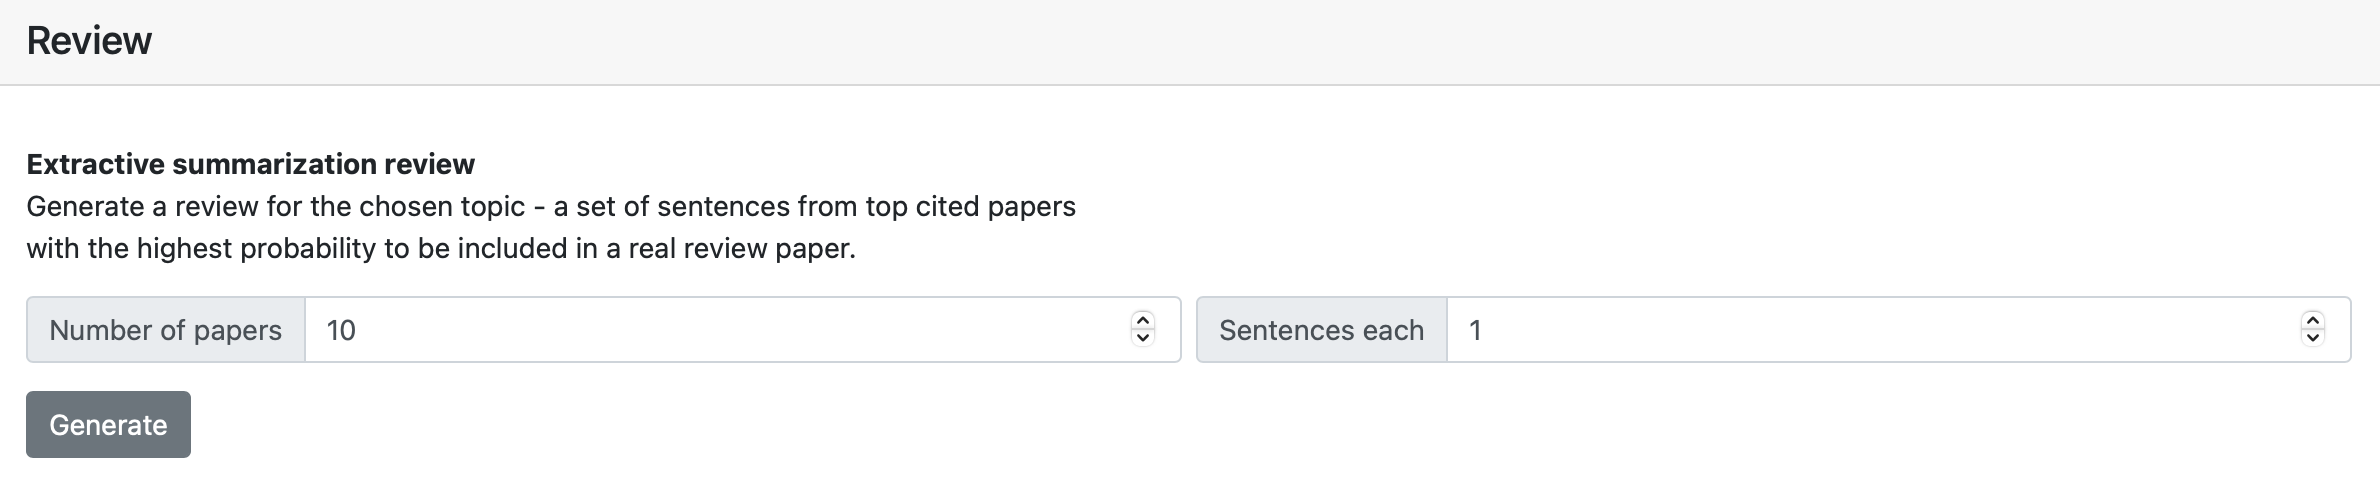 Review
Extractive summarization review
Generate a review for the chosen topic - a set of sentences from top cited papers
with the highest probability to be included in a real review paper.
Number of papers 10 Sentences each 1
Generate